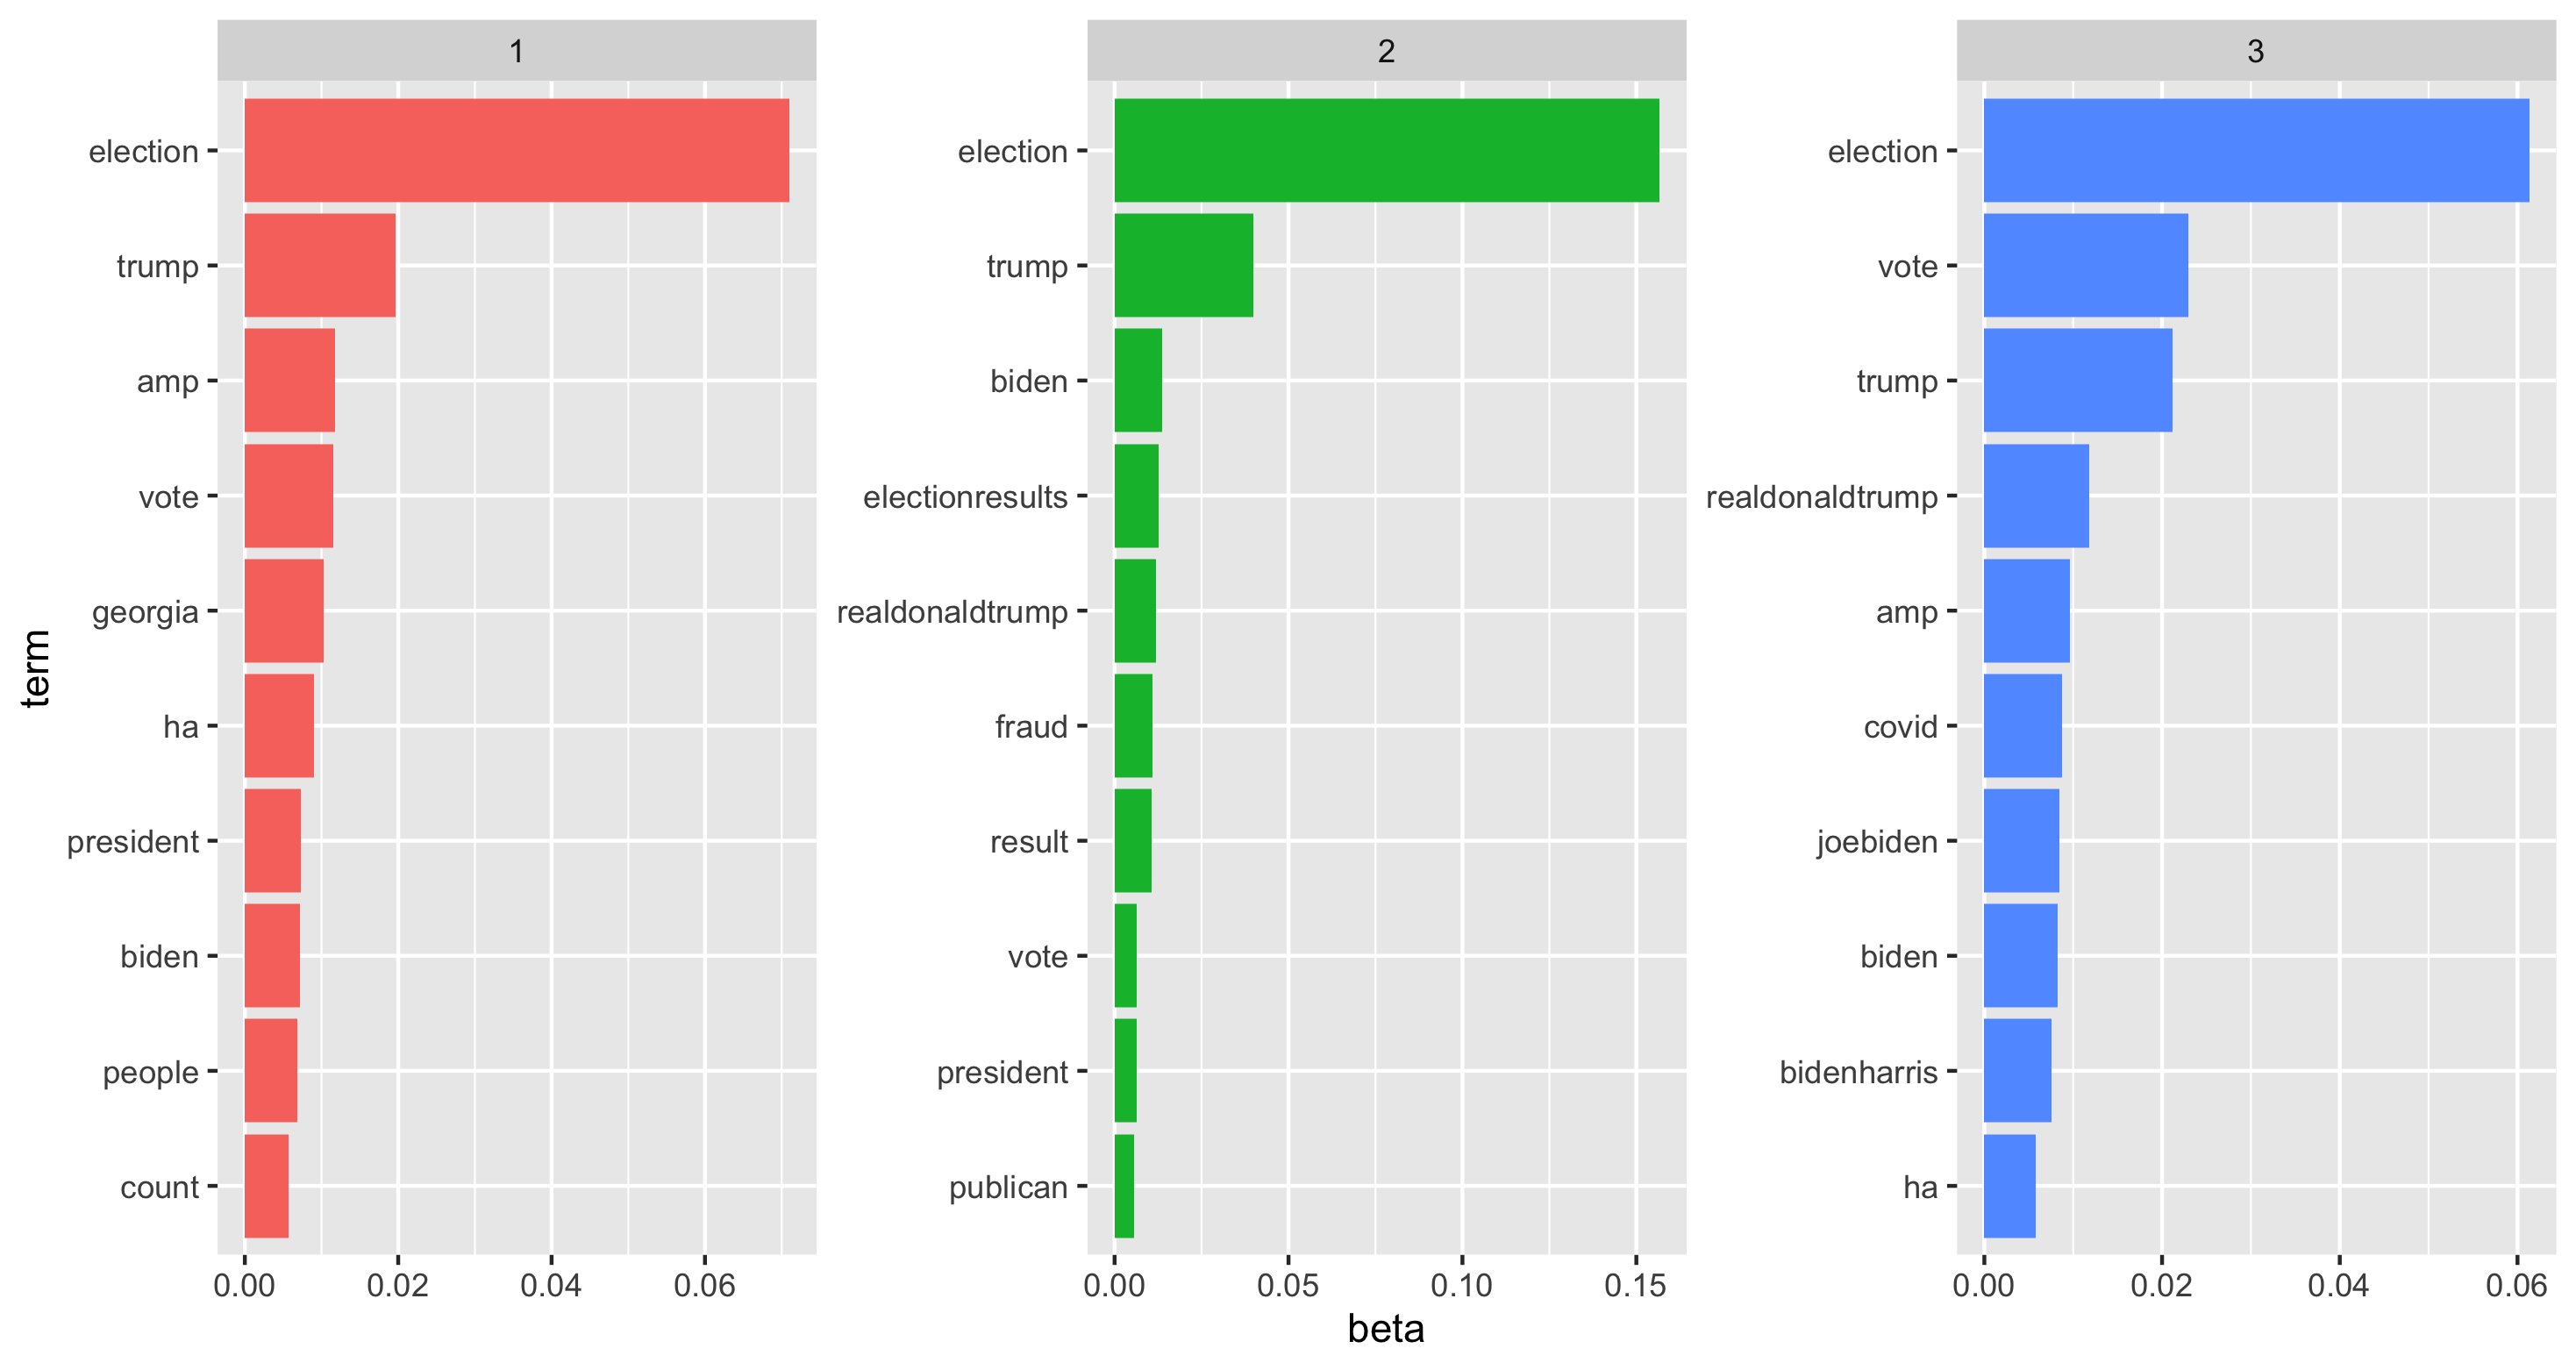 1
election
trump
amp
vote
georgia
ha
president
biden
people
count
0.00 0.02 0.04 0.06
2
election
trump
biden
electionresults
realdonaldtrump
fraud
result
vote
president
publican
0.00 0.05 0.10 0.15
3
election
vote
trump
realdonaldtrump
amp
covid
joebiden
biden
bidenharris
ha
0.00 0.02 0.04 0.06
term
beta